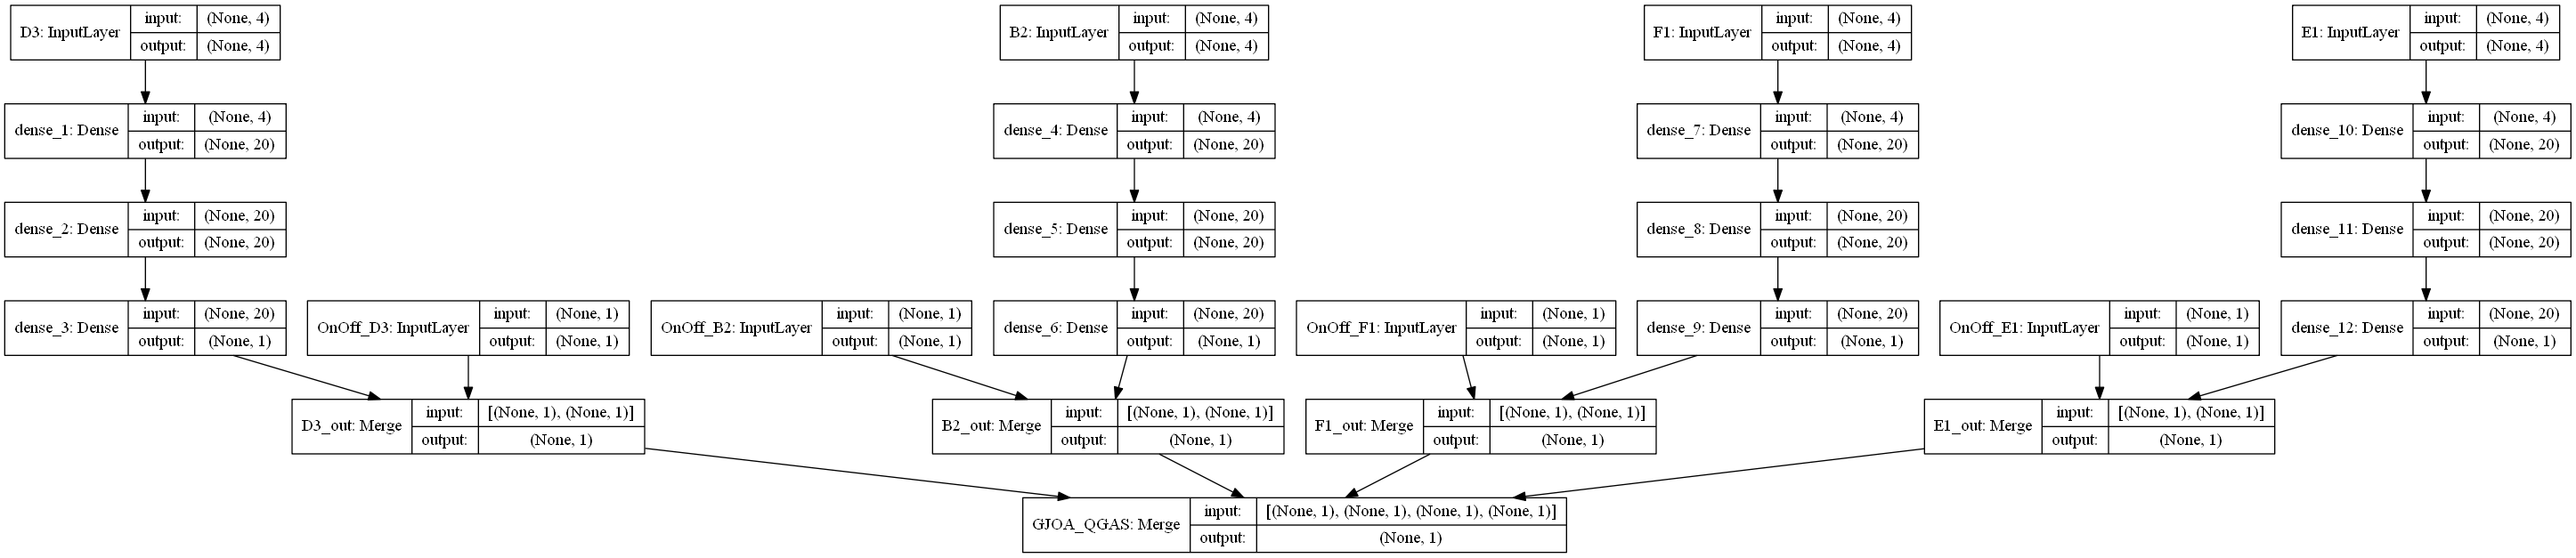 D3: InputLayer input: (None, 4) output: (None, 4)
B2: InputLayer input: (None, 4) output: (None, 4)
F1: InputLayer input: (None, 4) output: (None, 4)
E1: InputLayer input: (None, 4) output: (None, 4)
dense_1: Dense input: (None, 4) output: (None, 20)
dense_4: Dense input: (None, 4) output: (None, 20)
dense_7: Dense input: (None, 4) output: (None, 20)
dense_10: Dense input: (None, 4) output: (None, 20)
dense_2: Dense input: (None, 20) output: (None, 20)
dense_5: Dense input: (None, 20) output: (None, 20)
dense_8: Dense input: (None, 20) output: (None, 20)
dense_11: Dense input: (None, 20) output: (None, 20)
dense_3: Dense input: (None, 20) output: (None, 1)
OnOff_D3: InputLayer input: (None, 1) output: (None, 1)
OnOff_B2: InputLayer input: (None, 1) output: (None, 1)
dense_6: Dense input: (None, 20) output: (None, 1)
OnOff_F1: InputLayer input: (None, 1) output: (None, 1)
dense_9: Dense input: (None, 20) output: (None, 1)
OnOff_E1: InputLayer input: (None, 1) output: (None, 1)
dense_12: Dense input: (None, 20) output: (None, 1)
D3_out: Merge input: [(None, 1), (None, 1)] output: (None, 1)
B2_out: Merge input: [(None, 1), (None, 1)] output: (None, 1)
F1_out: Merge input: [(None, 1), (None, 1)] output: (None, 1)
E1_out: Merge input: [(None, 1), (None, 1)] output: (None, 1)
GJOA_QGAS: Merge input: [(None, 1), (None, 1), (None, 1), (None, 1)] output: (None, 1)